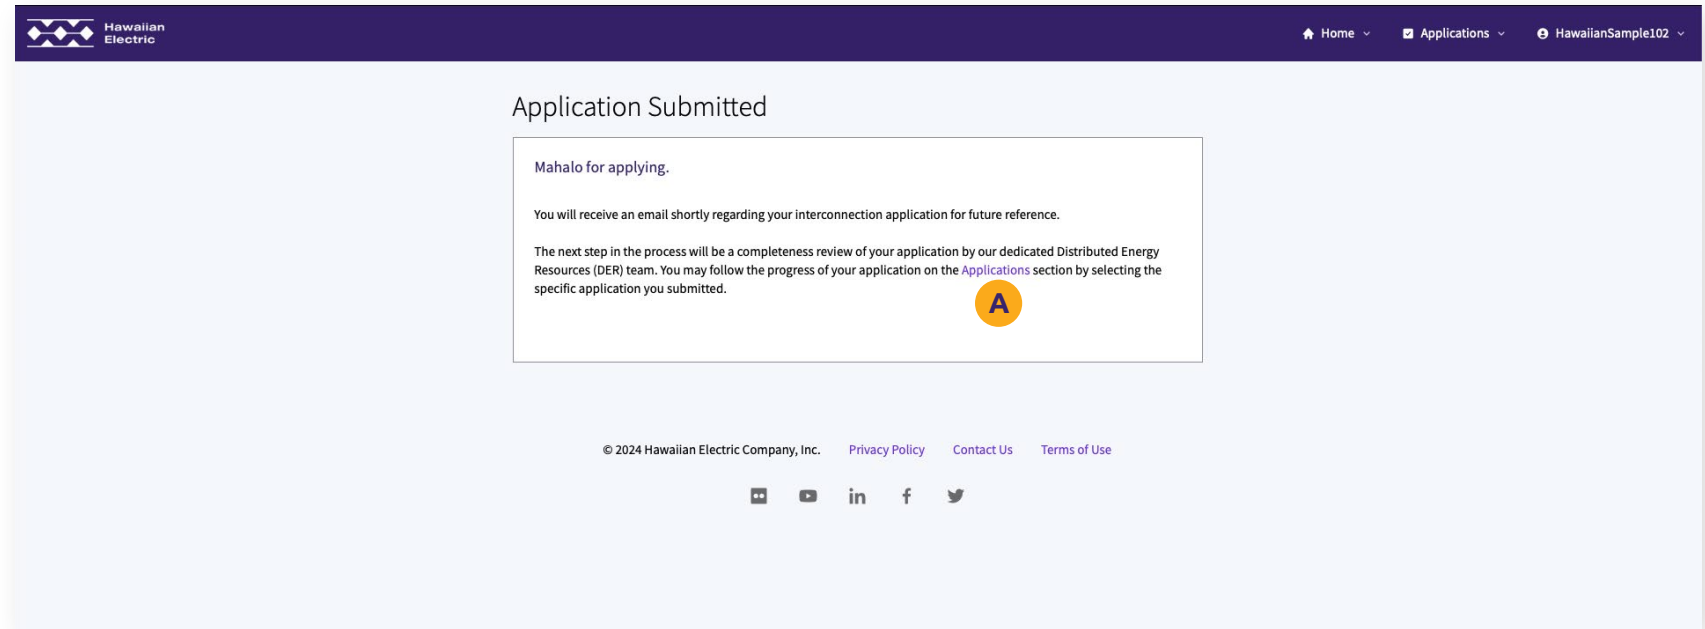 Hawaiian
Electric
Home
Applications
HawaiianSample102
Application Submitted
Mahalo for applying.
You will receive an email shortly regarding your interconnection application for future reference.
The next step in the process will be a completeness review of your application by our dedicated Distributed Energy
Resources (DER) team. You may follow the progress of your application on the Applications section by selecting the
specific application you submitted.
A
© 2024 Hawaiian Electric Company, Inc. Privacy Policy Contact Us Terms of Use